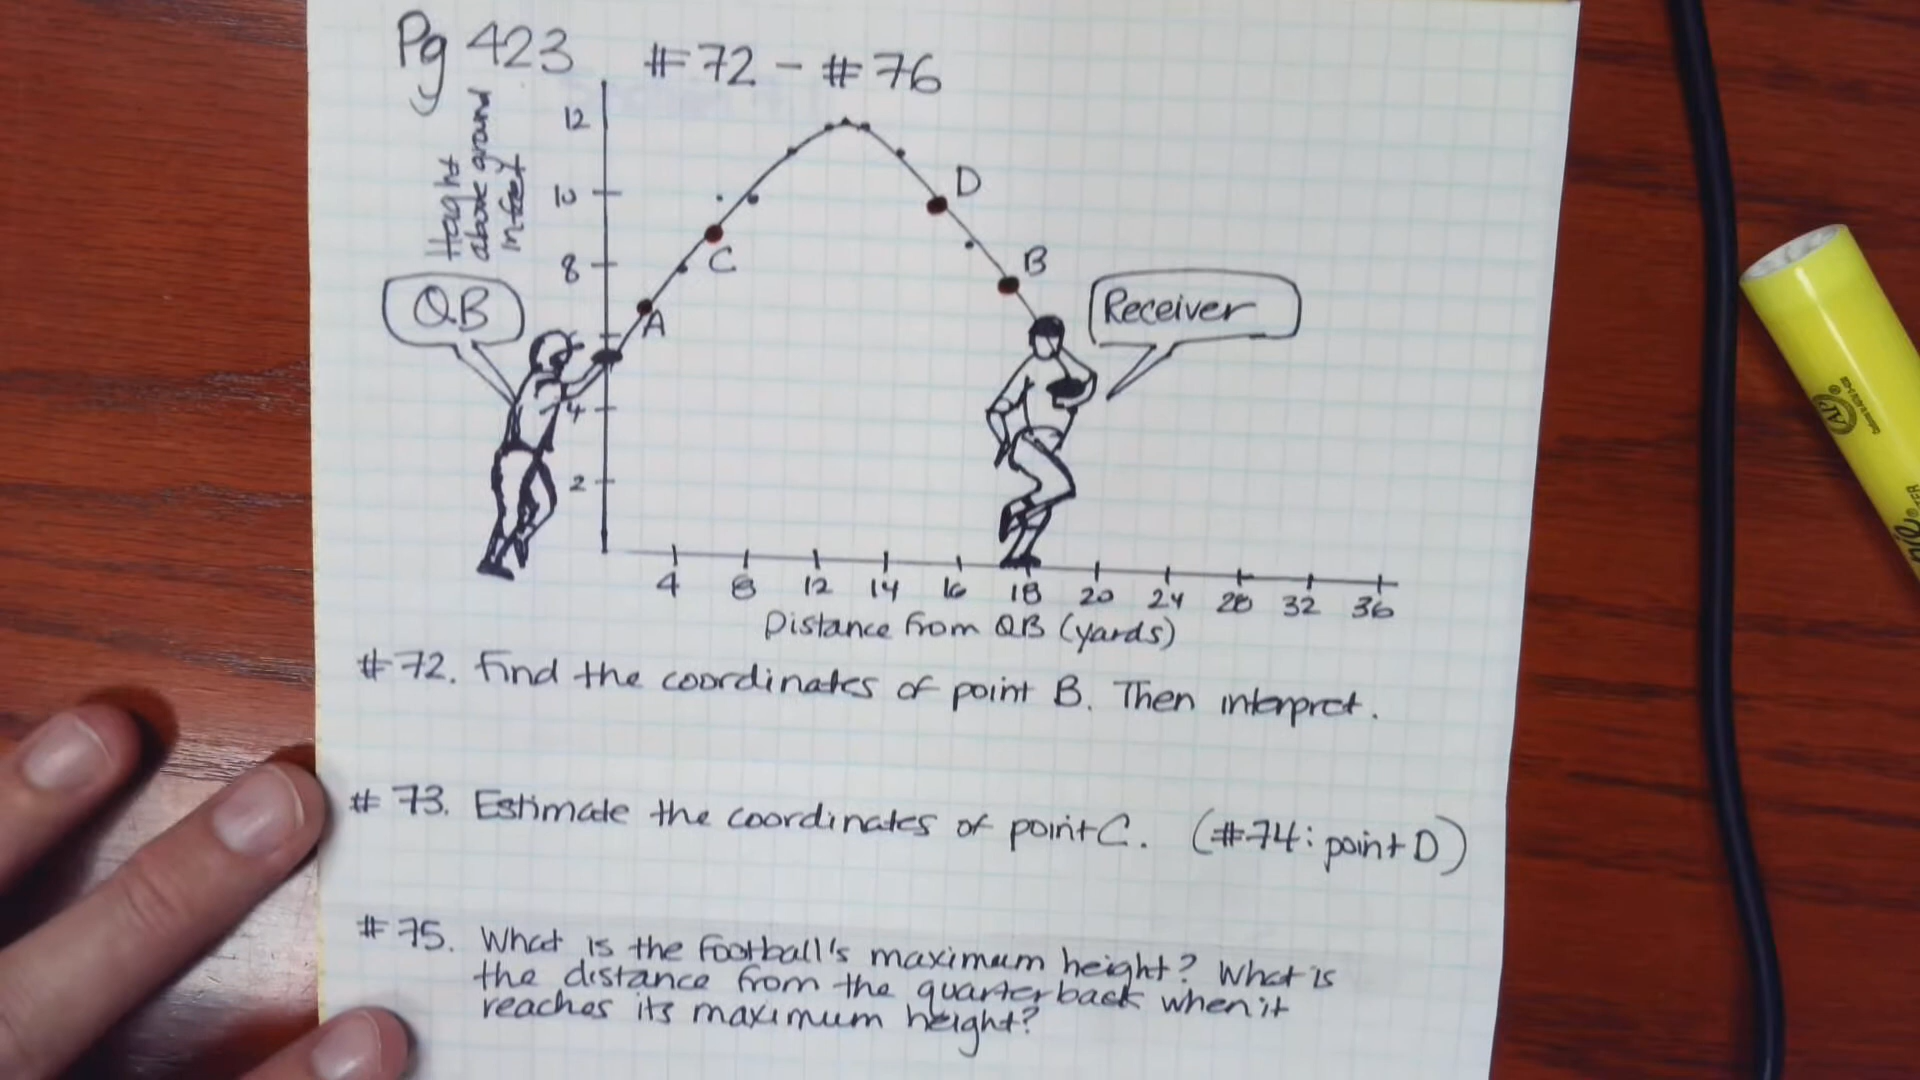 Pg 423 #72 - #76
Height
above ground
in feet
12
10
8
4
2
D
C
B
A
QB
Receiver
4 8 12 14 16 18 20 24 28 32 36
Distance from QB (yards)
#72. Find the coordinates of point B. Then interpret.
#73. Estimate the coordinates of point C. (#74: point D)
#75. What is the football's maximum height? What is
the distance from the quarterback when it
reaches its maximum height?
AP